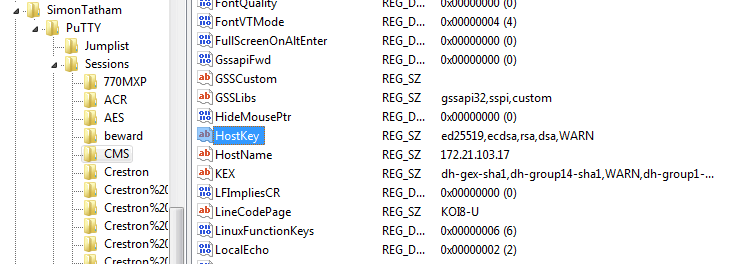 SimonTatham
PuTTY
Jumplist
Sessions
770MXP
ACR
AES
beward
CMS
Crestron
Crestron%20
Crestron%20
Crestron%20
Crestron%20
FontQuality REG_D... 0x00000000 (0)
FontVTMode REG_D... 0x00000004 (4)
FullScreenOnAltEnter REG_D... 0x00000000 (0)
GssapiFwd REG_D... 0x00000000 (0)
GSSCustom REG_SZ
GSSLibs REG_SZ gssapi32,sspi,custom
HideMousePtr REG_D... 0x00000000 (0)
HostKey REG_SZ ed25519,ecdsa,rsa,dsa,WARN
HostName REG_SZ 172.21.103.17
KEX REG_SZ dh-gex-sha1,dh-group14-sha1,WARN,dh-group1-...
LFImpliesCR REG_D... 0x00000000 (0)
LineCodePage REG_SZ KOI8-U
LinuxFunctionKeys REG_D... 0x00000006 (6)
LocalEcho REG_D... 0x00000002 (2)